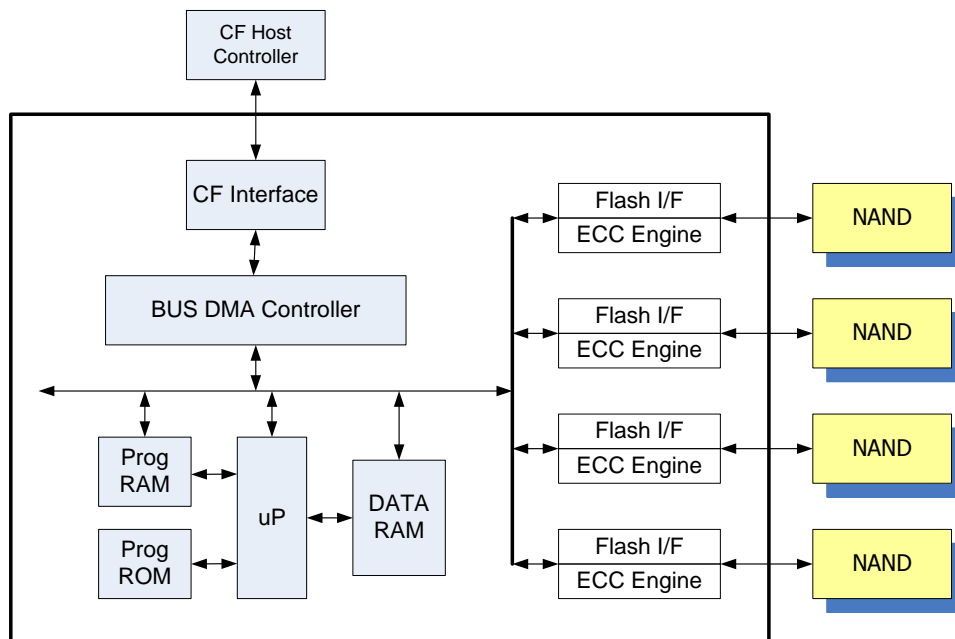 CF Host
Controller
CF Interface
BUS DMA Controller
Prog
RAM
Prog
ROM
uP
DATA
RAM
Flash I/F
ECC Engine
NAND
Flash I/F
ECC Engine
NAND
Flash I/F
ECC Engine
NAND
Flash I/F
ECC Engine
NAND